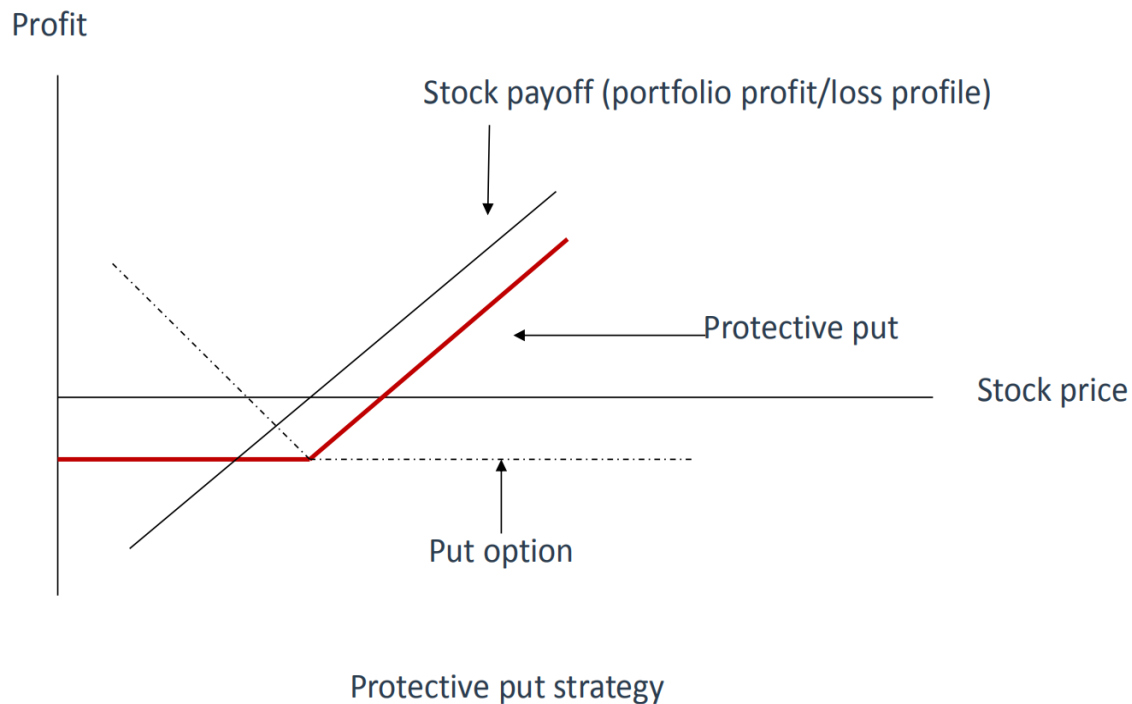 Profit
Stock payoff (portfolio profit/loss profile)
Protective put
Stock price
Put option
Protective put strategy